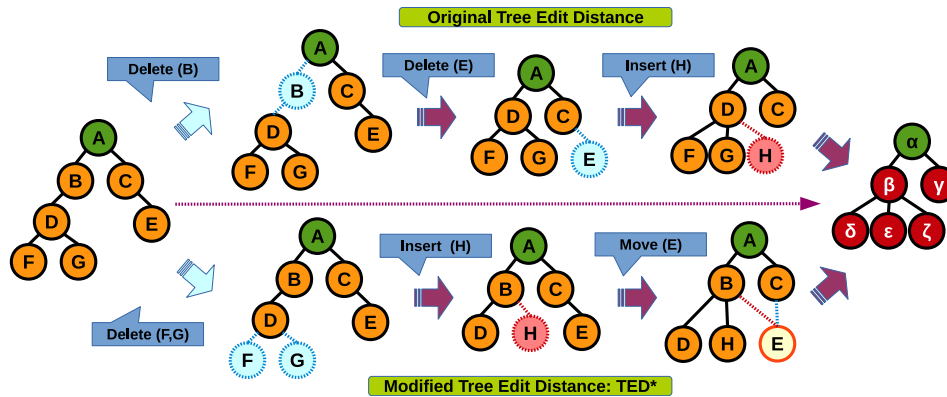 Original Tree Edit Distance
Delete (B)
Delete (E)
Insert (H)
A
B
C
D
E
F
G
A
B
C
D
E
F
G
A
D
C
F
G
E
A
D
C
F
G
H
α
β
γ
δ
ε
ζ
Delete (F,G)
Insert (H)
Move (E)
A
B
C
D
E
F
G
A
B
C
D
H
E
A
B
C
D
H
E
Modified Tree Edit Distance: TED*